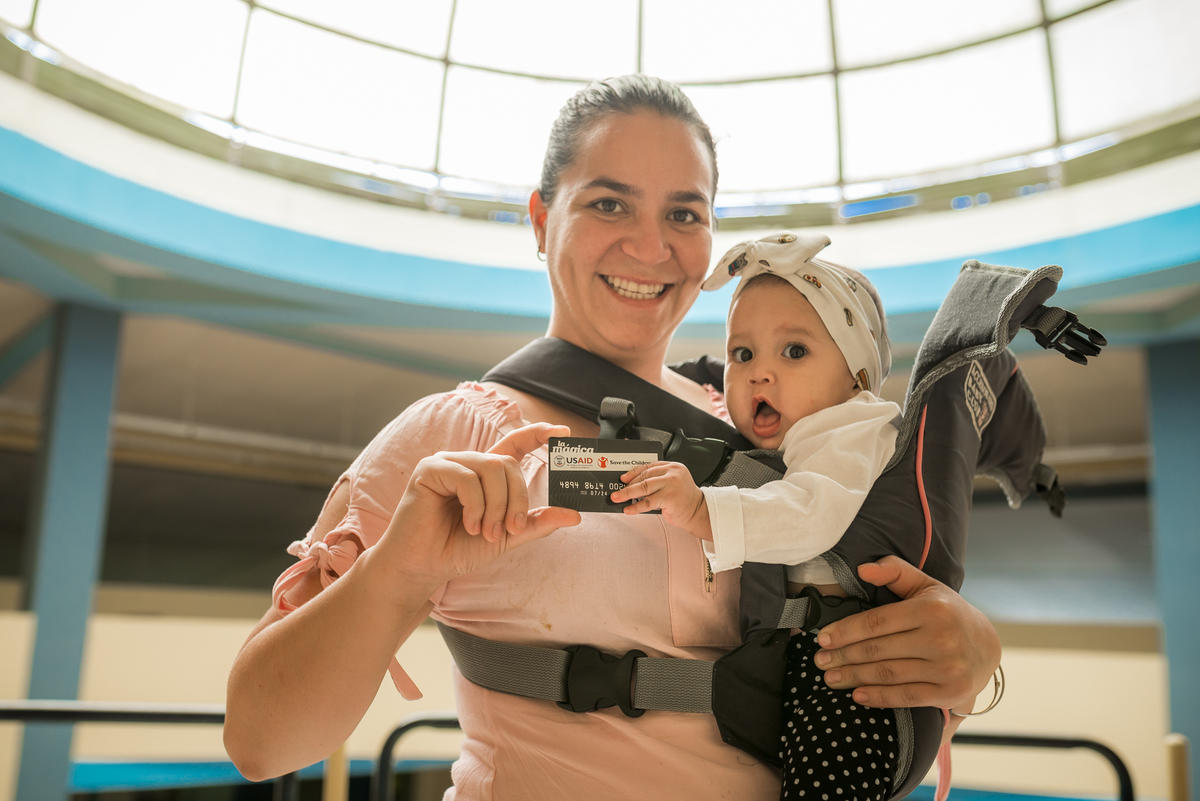 la
mágica
USAID Save the Children
4894 8614 002
07/24